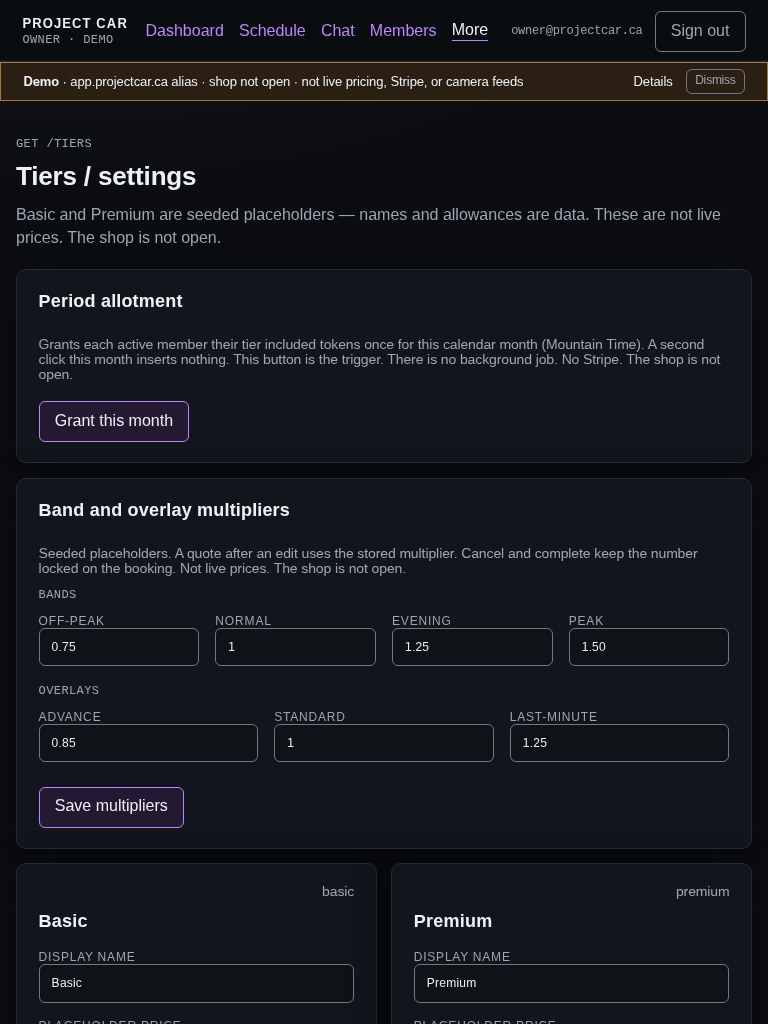 PROJECT CAR
OWNER · DEMO
Dashboard Schedule Chat Members More
owner@projectcar.ca
Sign out
Demo · app.projectcar.ca alias · shop not open · not live pricing, Stripe, or camera feeds
Details
Dismiss
GET /TIERS
Tiers / settings
Basic and Premium are seeded placeholders — names and allowances are data. These are not live
prices. The shop is not open.
Period allotment
Grants each active member their tier included tokens once for this calendar month (Mountain Time). A second
click this month inserts nothing. This button is the trigger. There is no background job. No Stripe. The shop is not
open.
Grant this month
Band and overlay multipliers
Seeded placeholders. A quote after an edit uses the stored multiplier. Cancel and complete keep the number
locked on the booking. Not live prices. The shop is not open.
BANDS
OFF-PEAK NORMAL EVENING PEAK
0.75 1 1.25 1.50
OVERLAYS
ADVANCE STANDARD LAST-MINUTE
0.85 1 1.25
Save multipliers
basic
Basic
DISPLAY NAME
Basic
PLACEHOLDER PRICE
premium
Premium
DISPLAY NAME
Premium
PLACEHOLDER PRICE